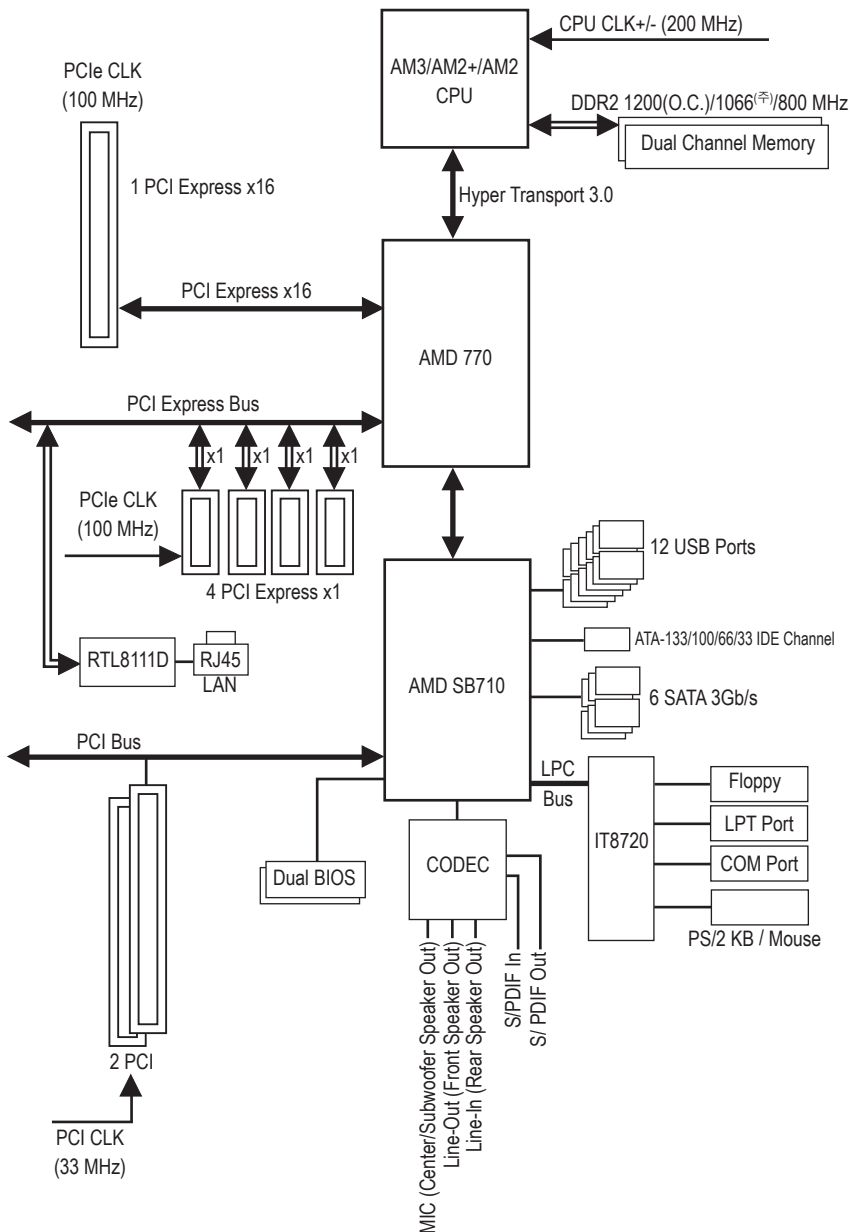 CPU CLK+/- (200 MHz)
AM3/AM2+/AM2
CPU
PCIe CLK
(100 MHz)
DDR2 1200(O.C.)/1066(주)/800 MHz
Dual Channel Memory
1 PCI Express x16
Hyper Transport 3.0
PCI Express x16
AMD 770
PCI Express Bus
x1
x1
x1
x1
PCIe CLK
(100 MHz)
4 PCI Express x1
12 USB Ports
ATA-133/100/66/33 IDE Channel
RTL8111D
RJ45
LAN
AMD SB710
6 SATA 3Gb/s
PCI Bus
LPC
Bus
IT8720
Floppy
LPT Port
COM Port
PS/2 KB / Mouse
Dual BIOS
CODEC
MIC (Center/Subwoofer Speaker Out)
Line-Out (Front Speaker Out)
Line-In (Rear Speaker Out)
S/PDIF In
S/ PDIF Out
2 PCI
PCI CLK
(33 MHz)